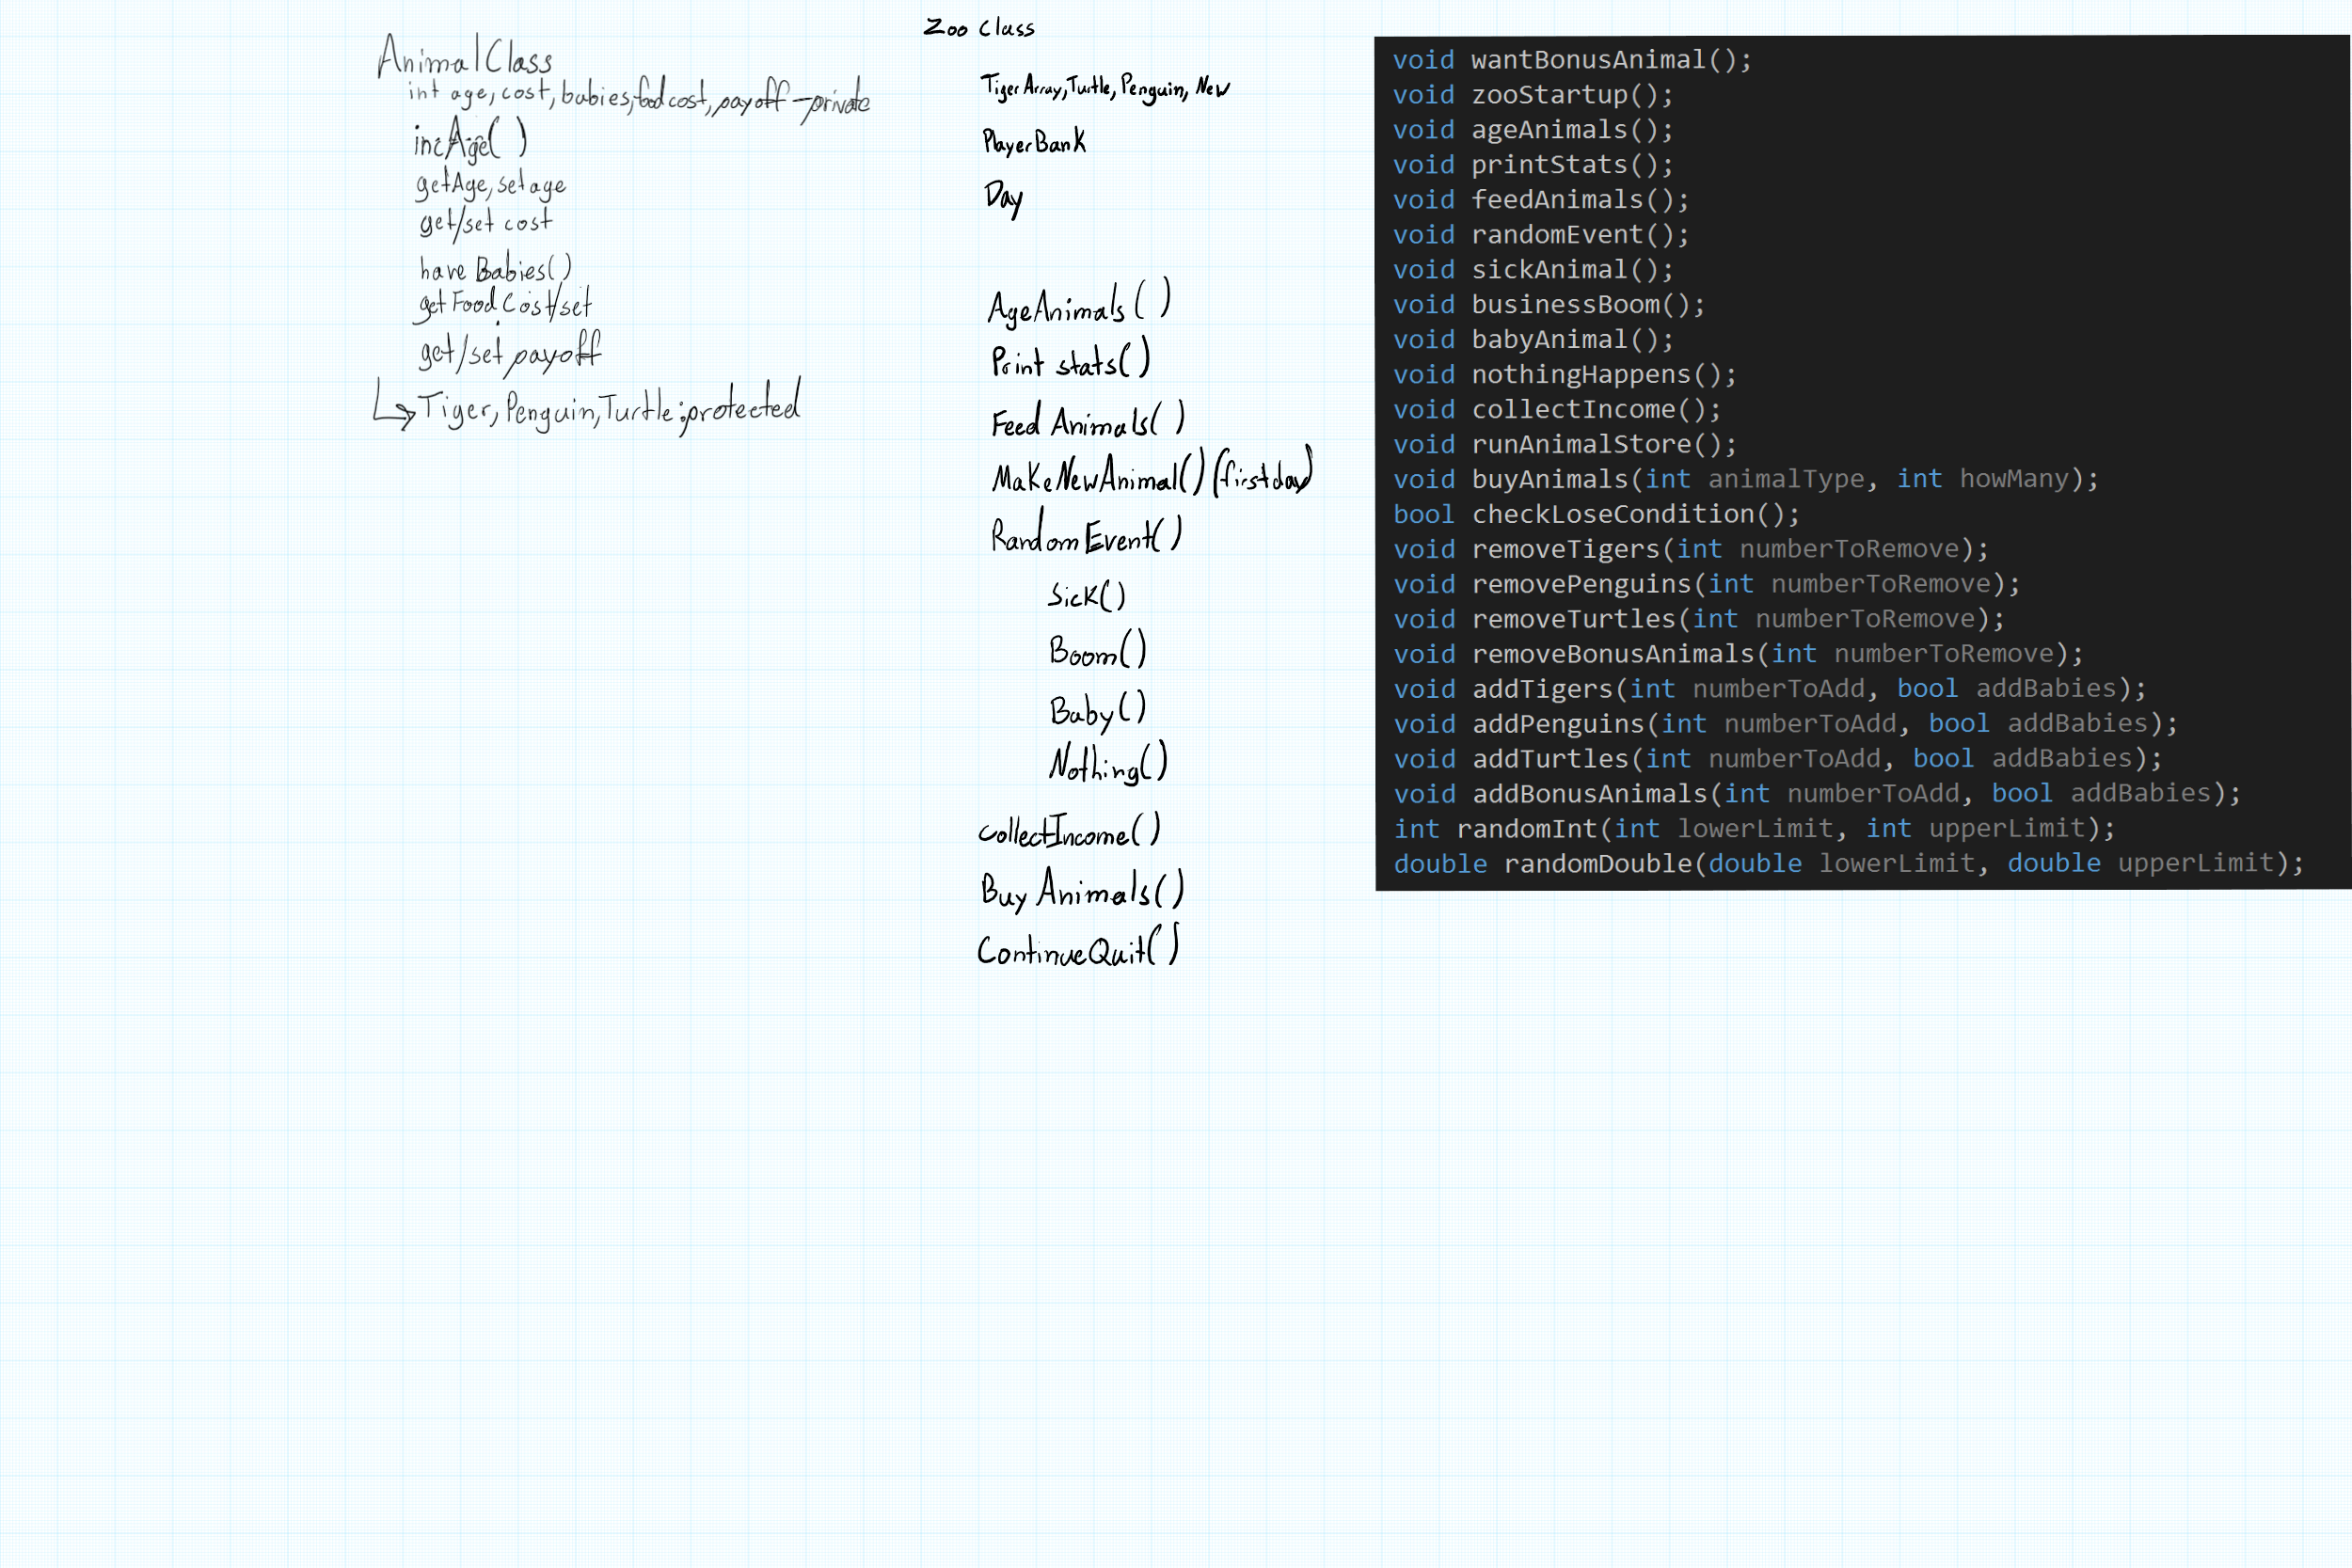 AnimalClass
int age, cost, babies, food cost, payoff - private
incAge( )
getAge, set age
get/set cost
have Babies()
get Food Cost/set
get/set payoff
↳ Tiger, Penguin, Turtle: protected
Zoo Class
Tiger Array, Turtle, Penguin, New
PlayerBank
Day
AgeAnimals( )
Print stats()
Feed Animals( )
MakeNewAnimal() (first day)
Random Event()
Sick()
Boom()
Baby()
Nothing()
collectIncome()
Buy Animals()
ContinueQuit()
void wantBonusAnimal();
void zooStartup();
void ageAnimals();
void printStats();
void feedAnimals();
void randomEvent();
void sickAnimal();
void businessBoom();
void babyAnimal();
void nothingHappens();
void collectIncome();
void runAnimalStore();
void buyAnimals(int animalType, int howMany);
bool checkLoseCondition();
void removeTigers(int numberToRemove);
void removePenguins(int numberToRemove);
void removeTurtles(int numberToRemove);
void removeBonusAnimals(int numberToRemove);
void addTigers(int numberToAdd, bool addBabies);
void addPenguins(int numberToAdd, bool addBabies);
void addTurtles(int numberToAdd, bool addBabies);
void addBonusAnimals(int numberToAdd, bool addBabies);
int randomInt(int lowerLimit, int upperLimit);
double randomDouble(double lowerLimit, double upperLimit);